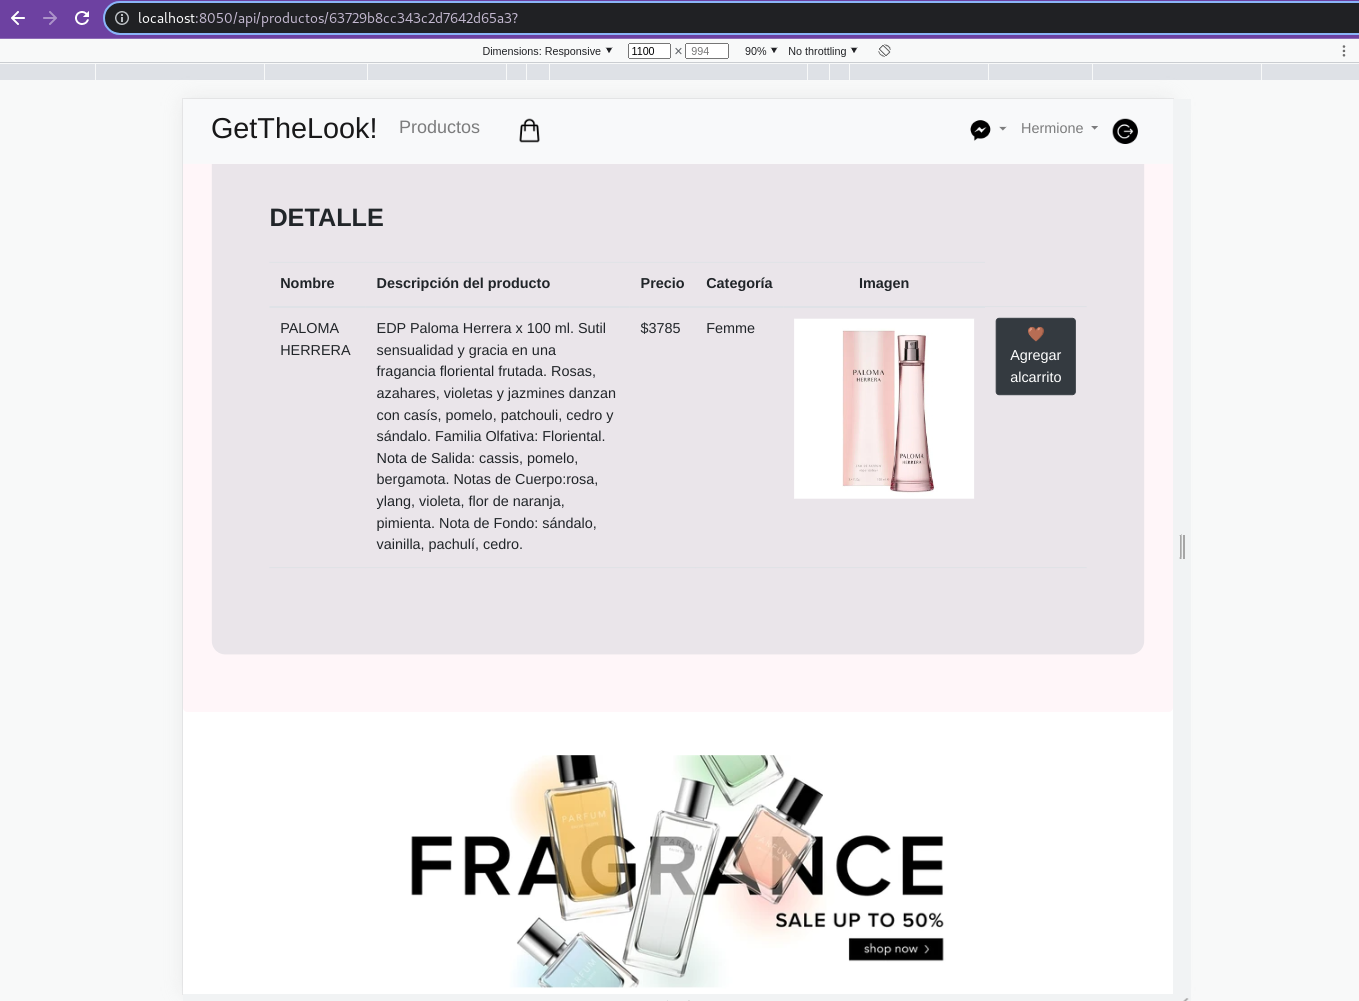 localhost:8050/api/productos/63729b8cc343c2d7642d65a3?
Dimensions: Responsive ▼ 1100 × 994 90% ▼ No throttling ▼
GetTheLook! Productos Hermione
DETALLE
Nombre Descripción del producto Precio Categoría Imagen
PALOMA
HERRERA
EDP Paloma Herrera x 100 ml. Sutil
sensualidad y gracia en una
fragancia floriental frutada. Rosas,
azahares, violetas y jazmines danzan
con casís, pomelo, patchouli, cedro y
sándalo. Familia Olfativa: Floriental.
Nota de Salida: cassis, pomelo,
bergamota. Notas de Cuerpo:rosa,
ylang, violeta, flor de naranja,
pimienta. Nota de Fondo: sándalo,
vainilla, pachulí, cedro.
$3785
Femme
PALOMA
HERRERA
PALOMA
HERRERA
🤎
Agregar
alcarrito
FRAGRANCE
PARFUM
SALE UP TO 50%
shop now >